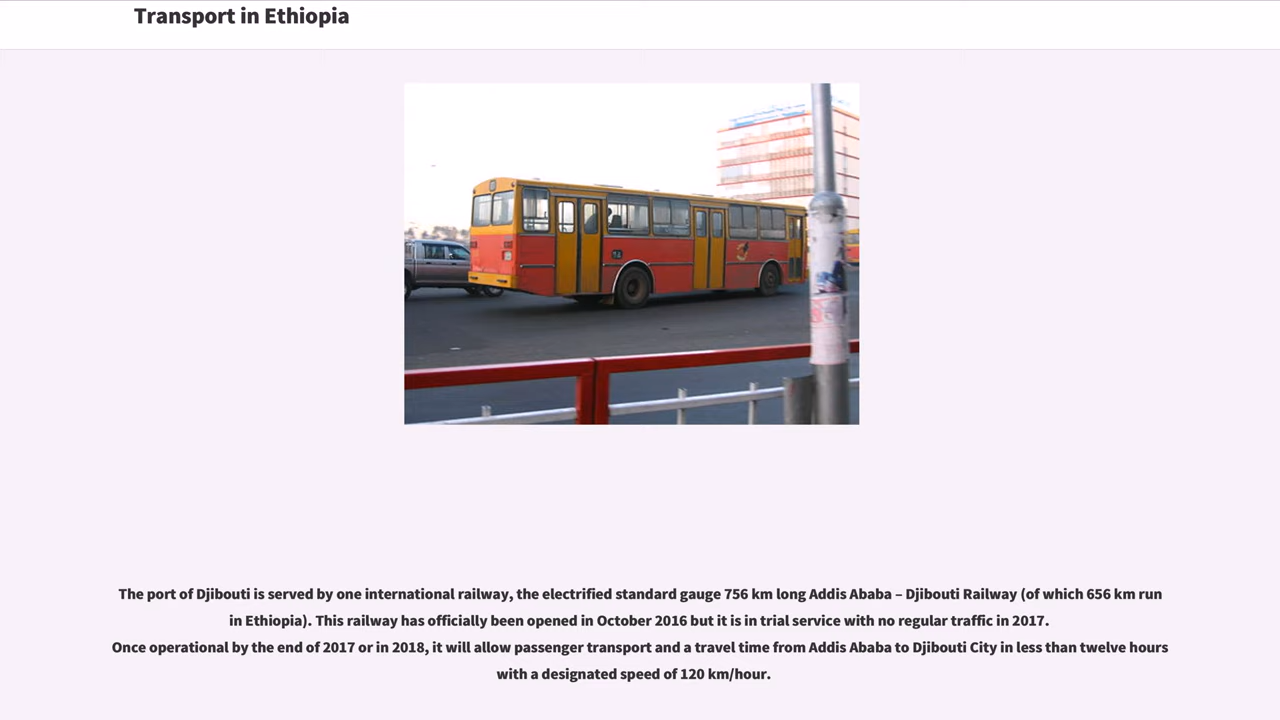 Transport in Ethiopia
The port of Djibouti is served by one international railway, the electrified standard gauge 756 km long Addis Ababa – Djibouti Railway (of which 656 km run
in Ethiopia). This railway has officially been opened in October 2016 but it is in trial service with no regular traffic in 2017.
Once operational by the end of 2017 or in 2018, it will allow passenger transport and a travel time from Addis Ababa to Djibouti City in less than twelve hours
with a designated speed of 120 km/hour.